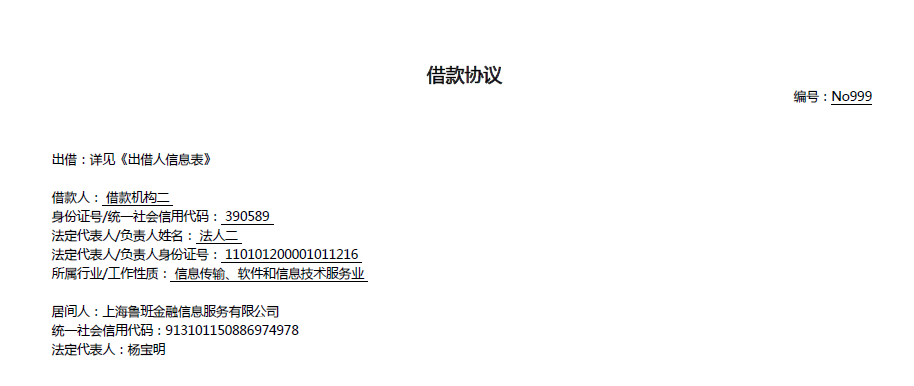 借款协议
编号：No999
出借：详见《出借人信息表》
借款人：借款机构二
身份证号/统一社会信用代码：390589
法定代表人/负责人姓名：法人二
法定代表人/负责人身份证号：110101200001011216
所属行业/工作性质：信息传输、软件和信息技术服务业
居间人：上海鲁班金融信息服务有限公司
统一社会信用代码：913101150886974978
法定代表人：杨宝明